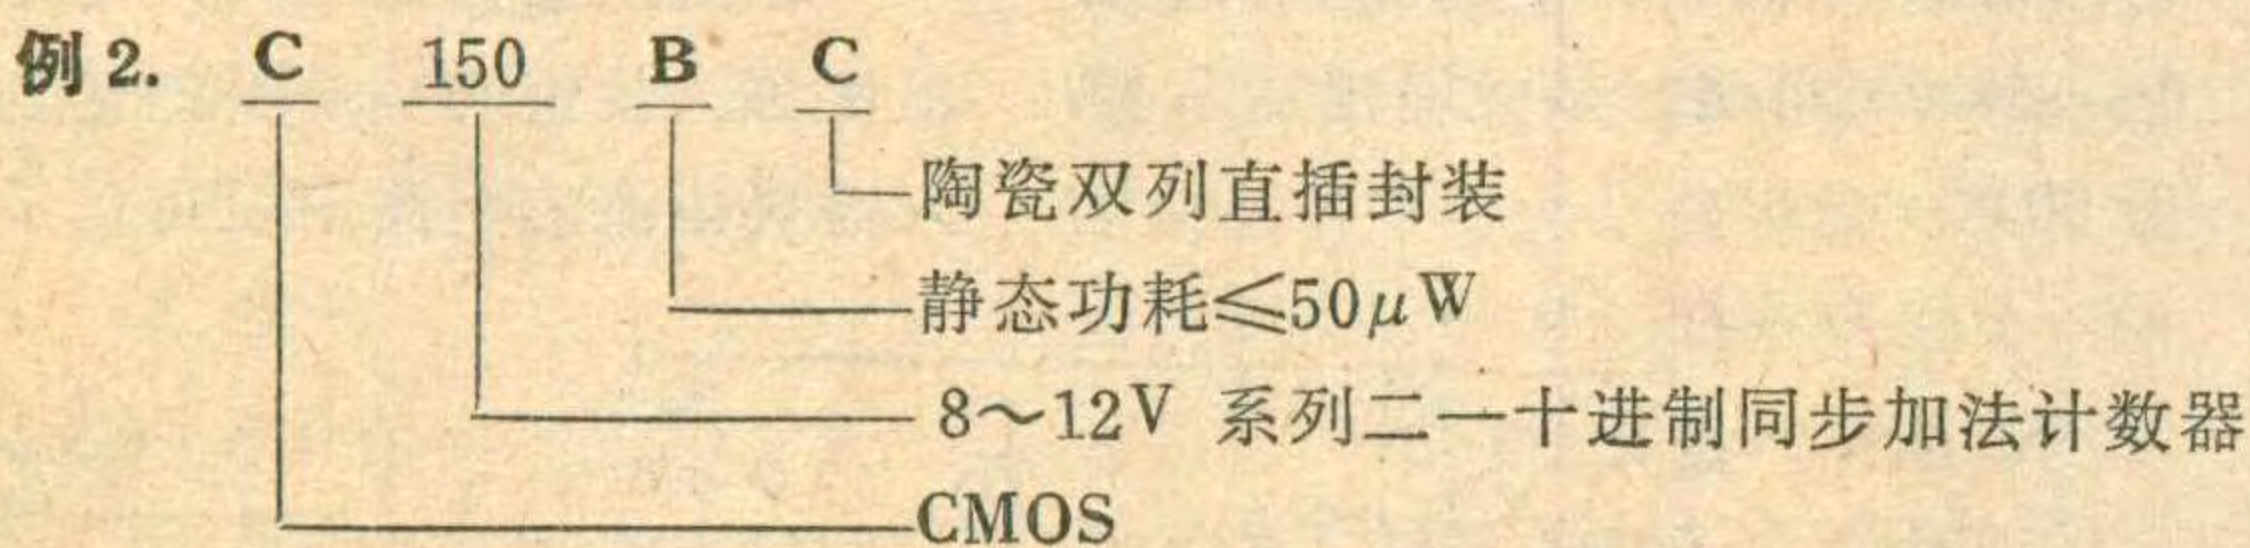 例2. C 150 B C
陶瓷双列直插封装
静态功耗≤50μW
8～12V 系列二一十进制同步加法计数器
CMOS